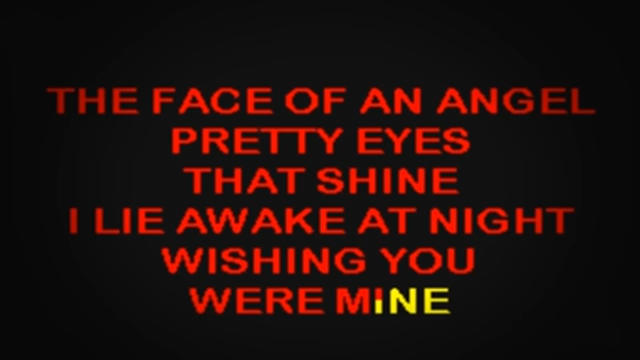 THE FACE OF AN ANGEL
PRETTY EYES
THAT SHINE
I LIE AWAKE AT NIGHT
WISHING YOU
WERE MINE